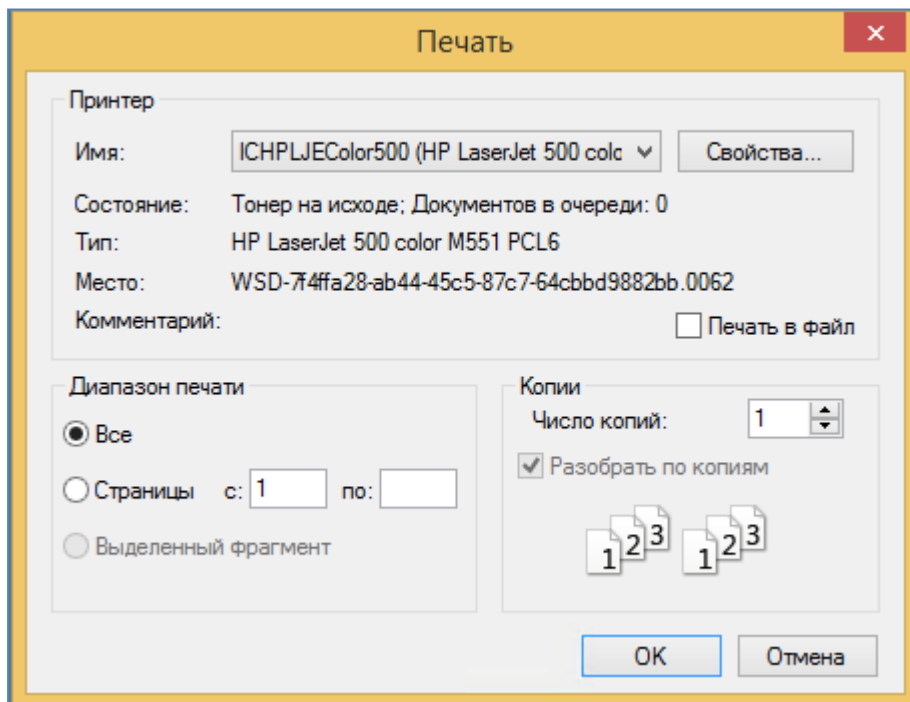 Печать
Принтер
Имя: ICHPLJEColor500 (HP LaserJet 500 colc Свойства...
Состояние: Тонер на исходе; Документов в очереди: 0
Тип: HP LaserJet 500 color M551 PCL6
Место: WSD-7f4ffa28-ab44-45c5-87c7-64cbbd9882bb.0062
Комментарий:
Печать в файл
Диапазон печати
Все
Страницы с: 1 по:
Выделенный фрагмент
Копии
Число копий: 1
Разобрать по копиям
1 2 3 1 2 3
OK Отмена